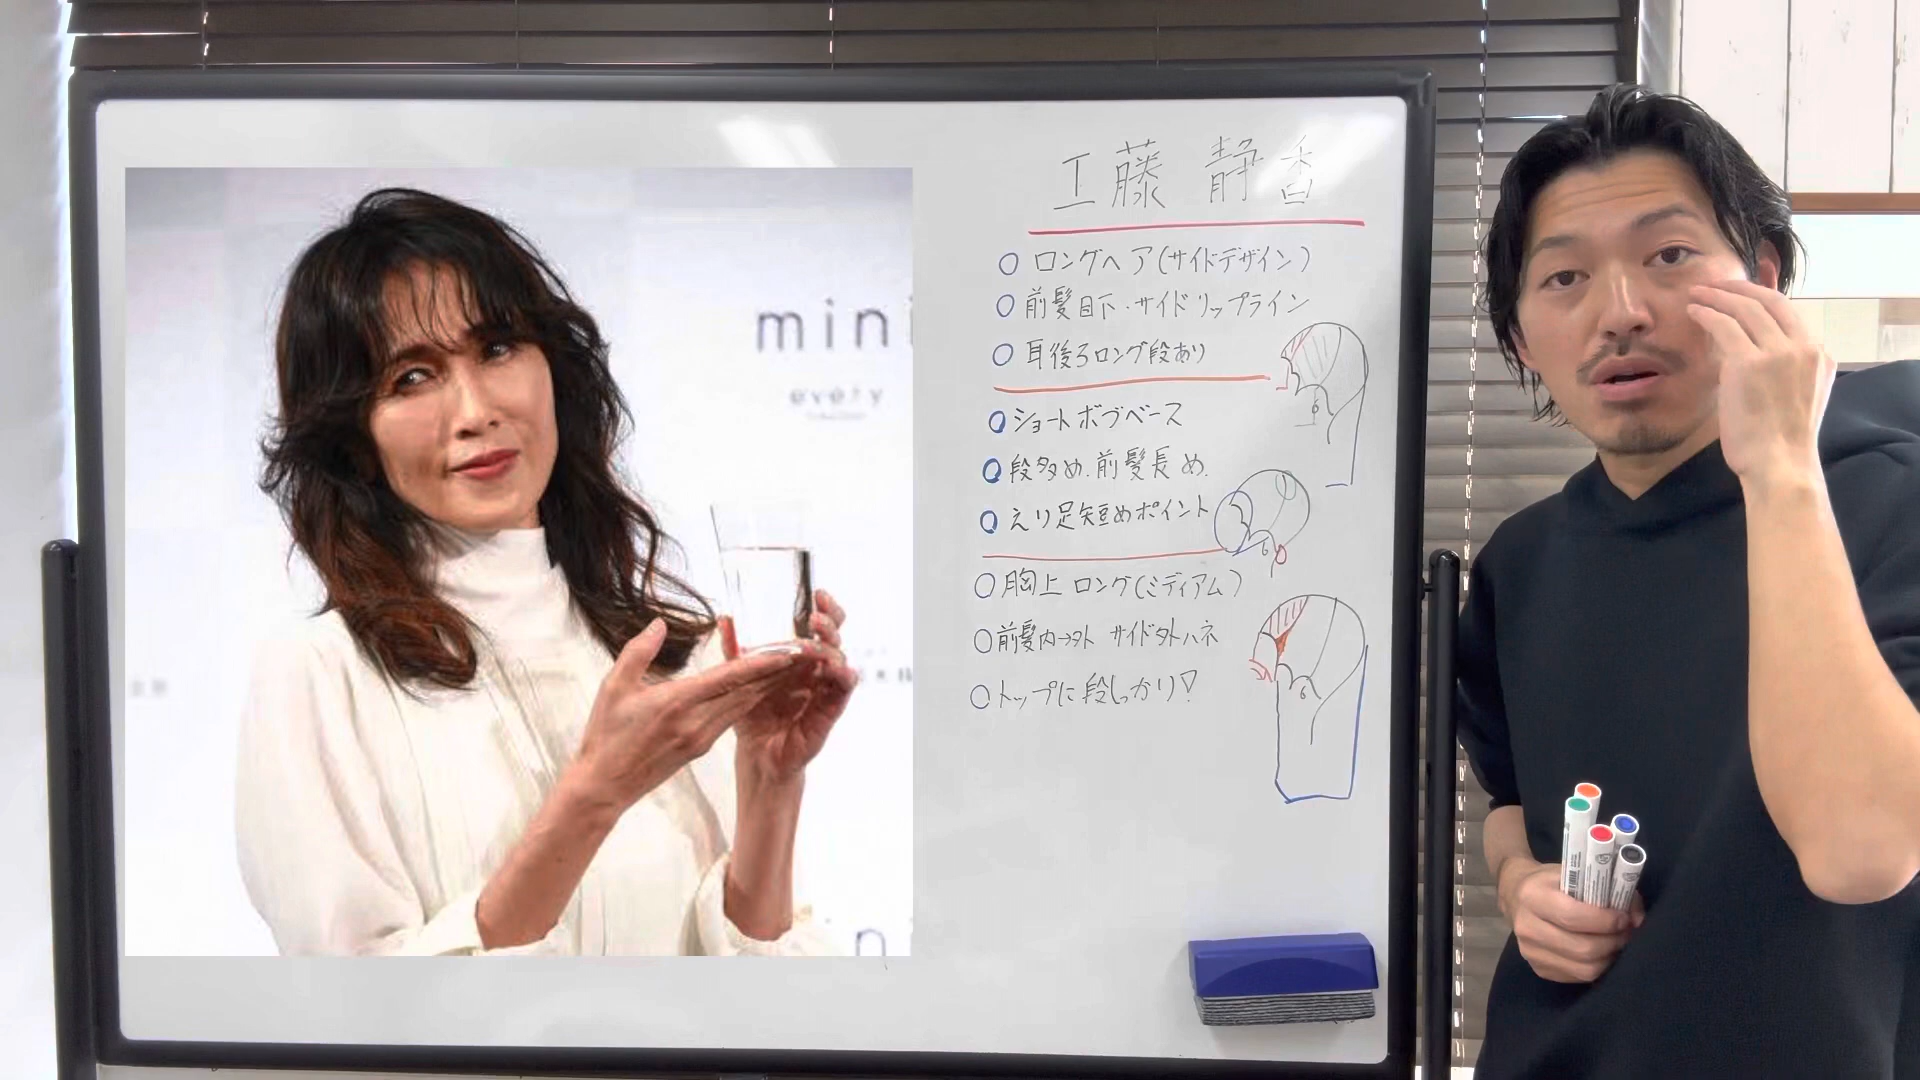 mini
every
工藤 静香
○ ロングヘア(サイドデザイン)
○ 前髪目下・サイドリップライン
○ 耳後ろロング段あり
6
○ ショートボブベース
○ 段多め.前髪長め.
○ えり足短めポイント
6
○ 胸上 ロング(ミディアム)
○ 前髪内→外 サイド外ハネ
○ トップに段しっかり!
6